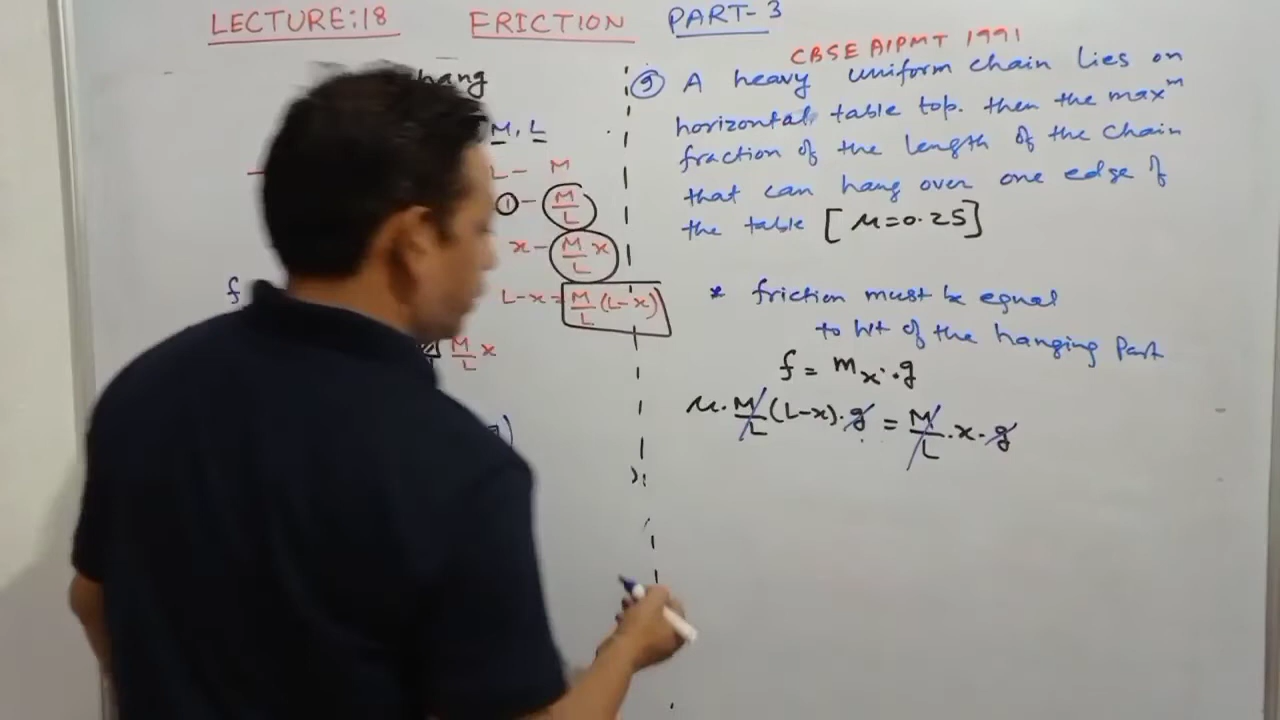 LECTURE:18 FRICTION PART-3
CBSE AIPMT 1991
hang
M, L
L - M
① - M/L
x - M/L x
L-x = M/L (L-x)
f
M/L x
⑨ A heavy uniform chain lies on
horizontal table top. then the maxᵐ
fraction of the length of the chain
that can hang over one edge of
the table [μ=0.25]
* friction must be equal
to wt of the hanging part
f = mₓ.g
μ.M/L(L-x).g = M/L.x.g